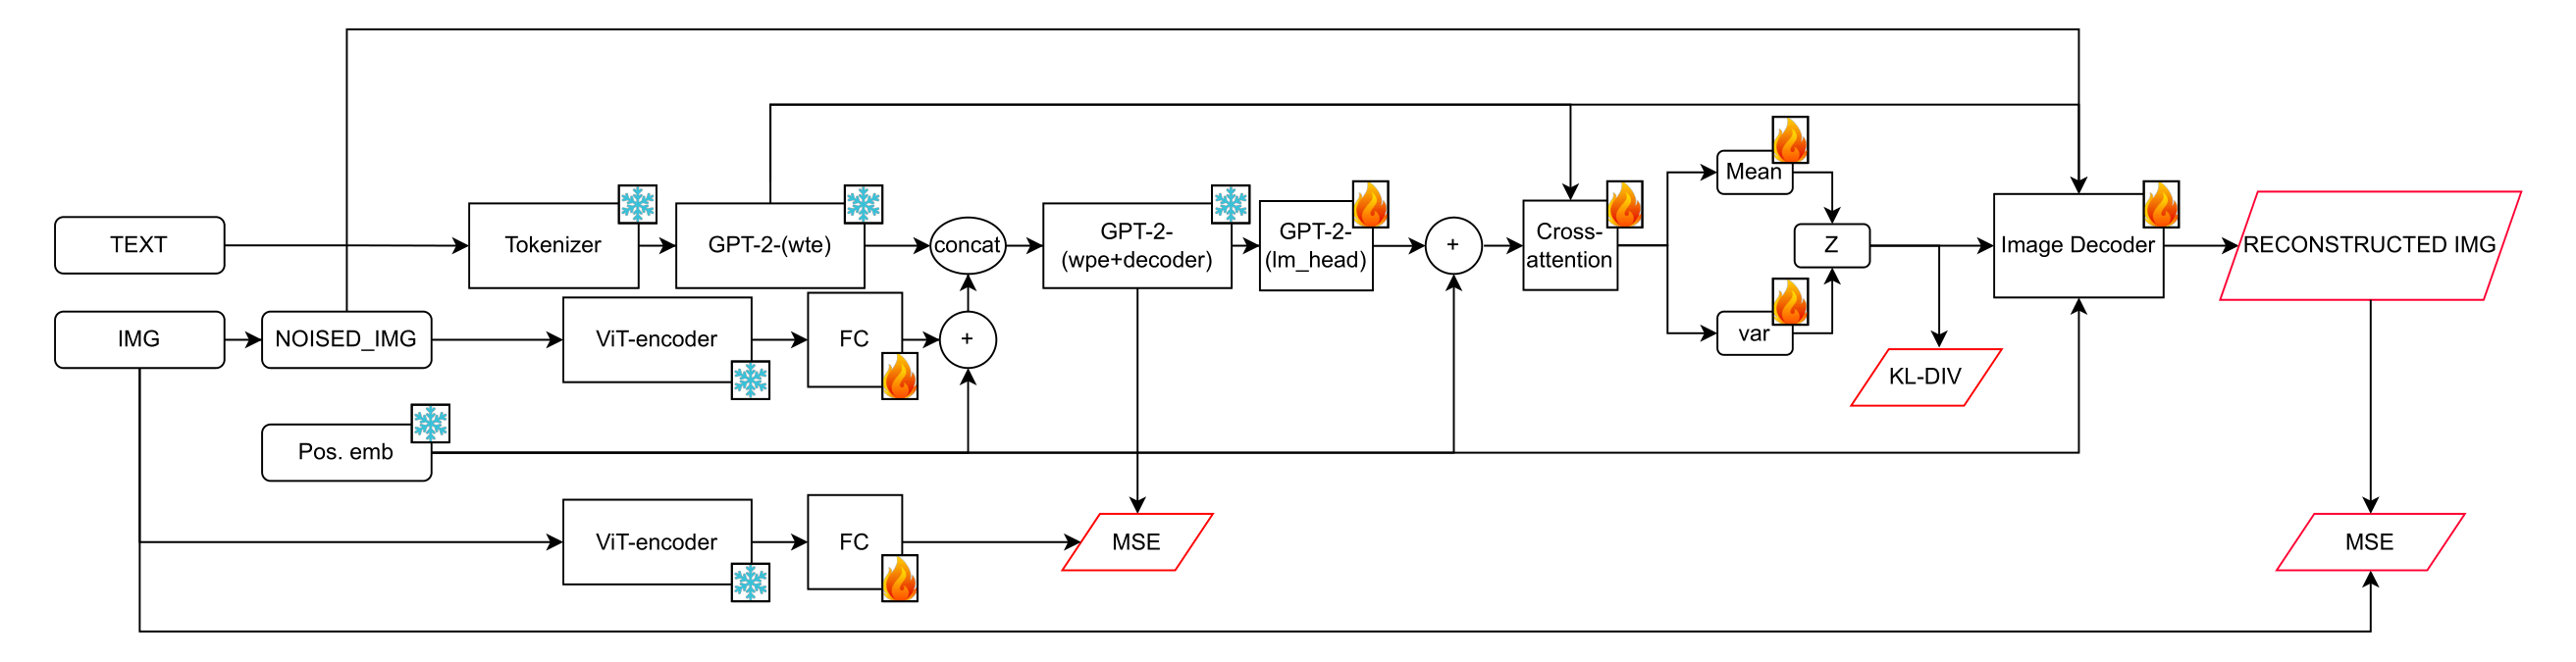 TEXT
Tokenizer
GPT-2-(wte)
concat
GPT-2-
(wpe+decoder)
GPT-2-
(lm_head)
+
Cross-
attention
Mean
var
Z
KL-DIV
Image Decoder
RECONSTRUCTED IMG
IMG
NOISED_IMG
ViT-encoder
FC
+
Pos. emb
ViT-encoder
FC
MSE
MSE